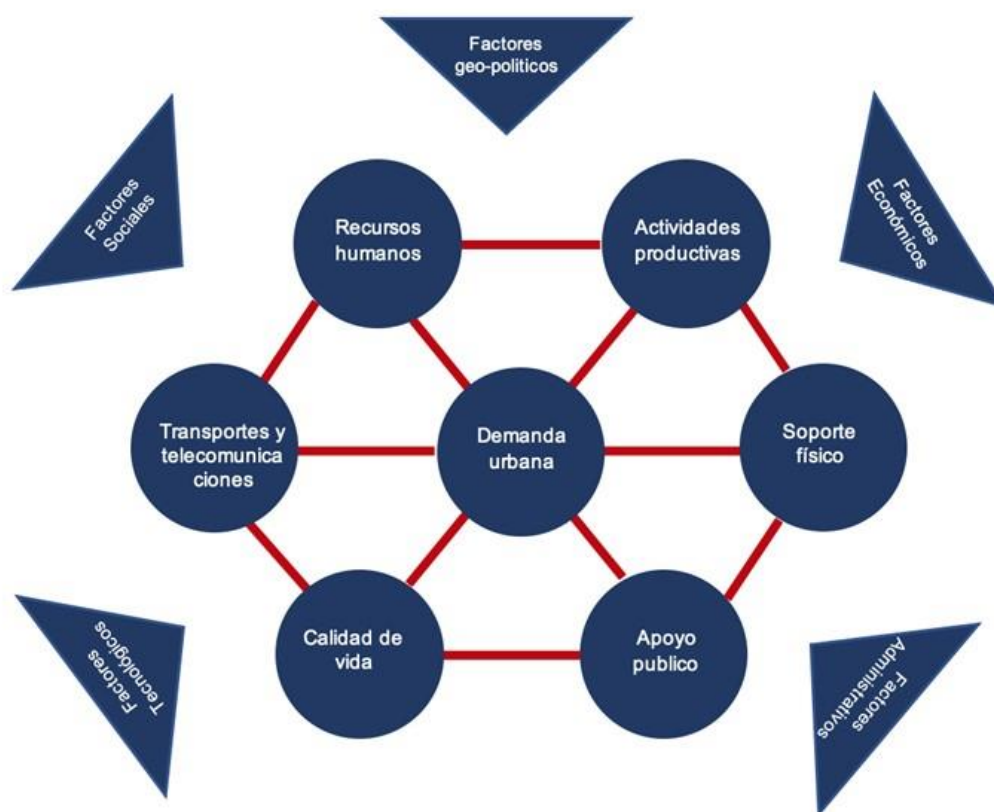 Factores
geo-politicos
Factores
Sociales
Factores
Económicos
Recursos
humanos
Actividades
productivas
Transportes y
telecomunica
ciones
Demanda
urbana
Soporte
físico
Calidad de
vida
Apoyo
publico
Factores
Tecnológicos
Factores
Administrativos